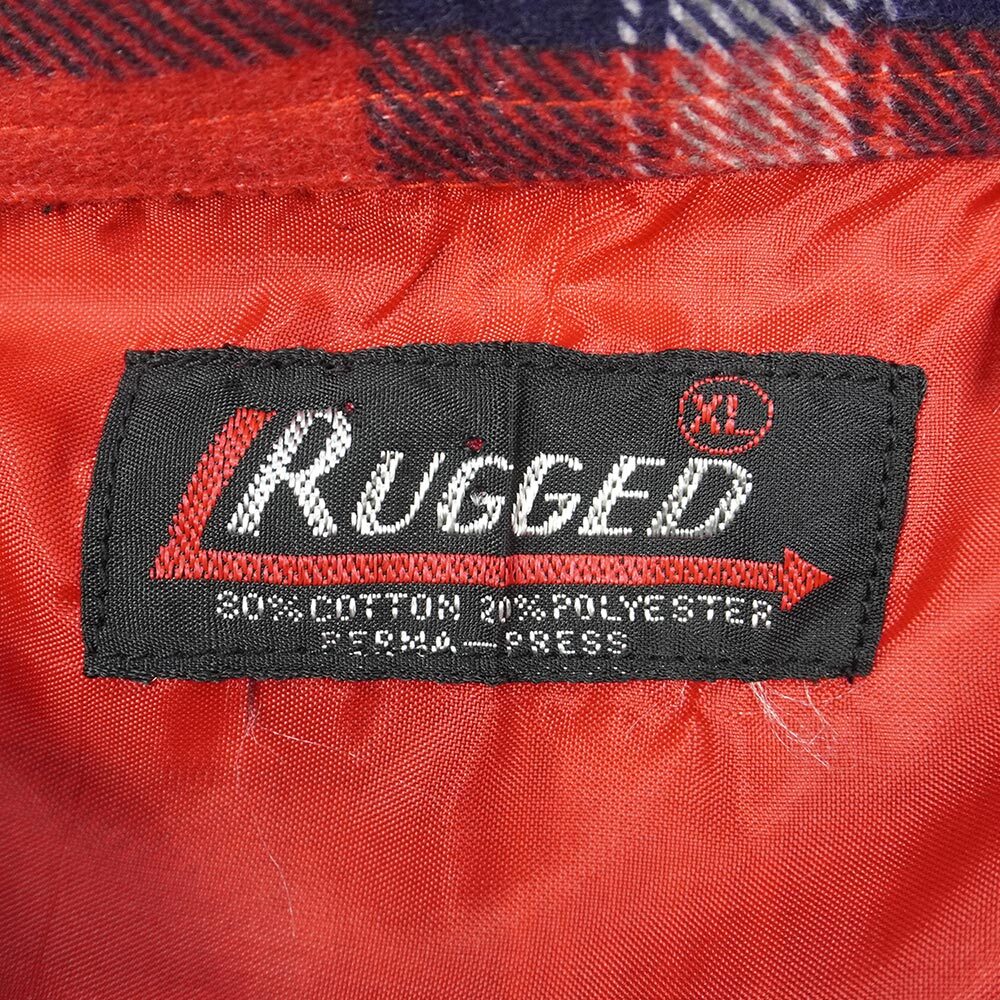 XL
RUGGED
80% COTTON 20% POLYESTER
PERMA-PRESS